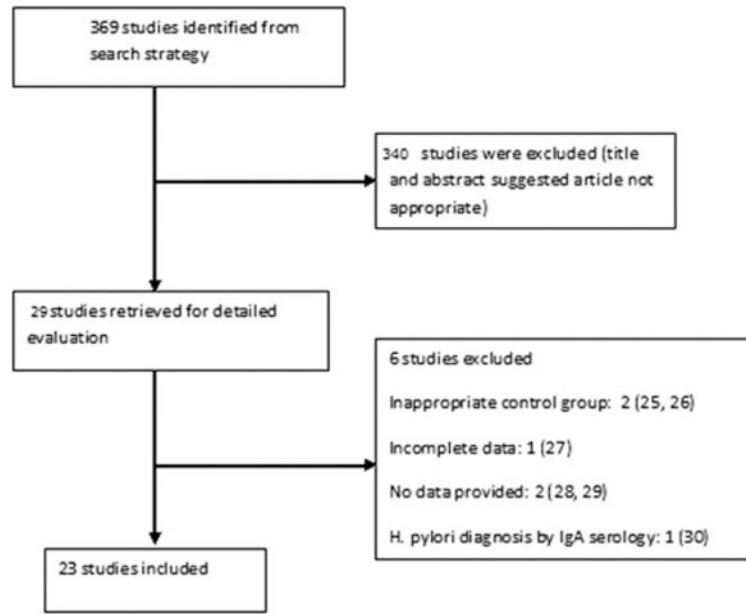 369 studies identified from
search strategy
340 studies were excluded (title
and abstract suggested article not
appropriate)
29 studies retrieved for detailed
evaluation
6 studies excluded
Inappropriate control group: 2 (25, 26)
Incomplete data: 1 (27)
No data provided: 2 (28, 29)
H. pylori diagnosis by IgA serology: 1 (30)
23 studies included